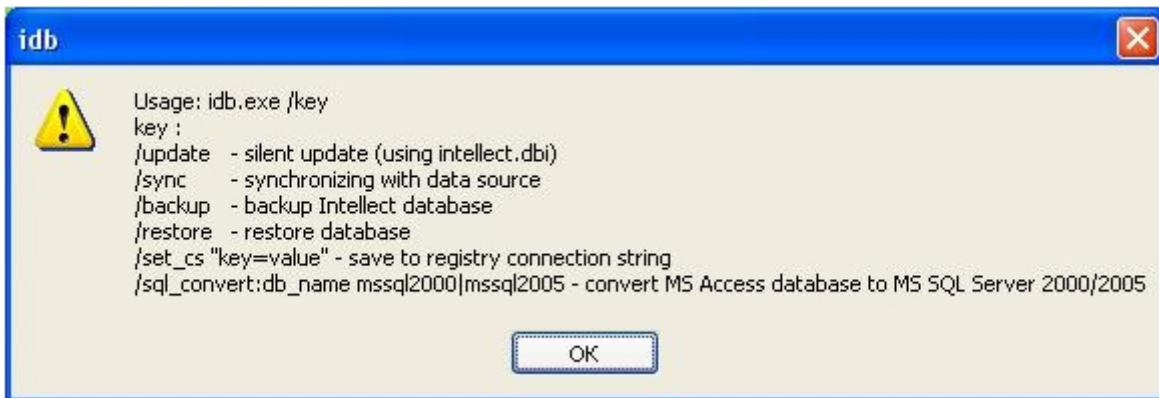 idb
Usage: idb.exe /key
key :
/update - silent update (using intellect.dbi)
/sync - synchronizing with data source
/backup - backup Intellect database
/restore - restore database
/set_cs "key=value" - save to registry connection string
/sql_convert:db_name mssql2000|mssql2005 - convert MS Access database to MS SQL Server 2000/2005
OK